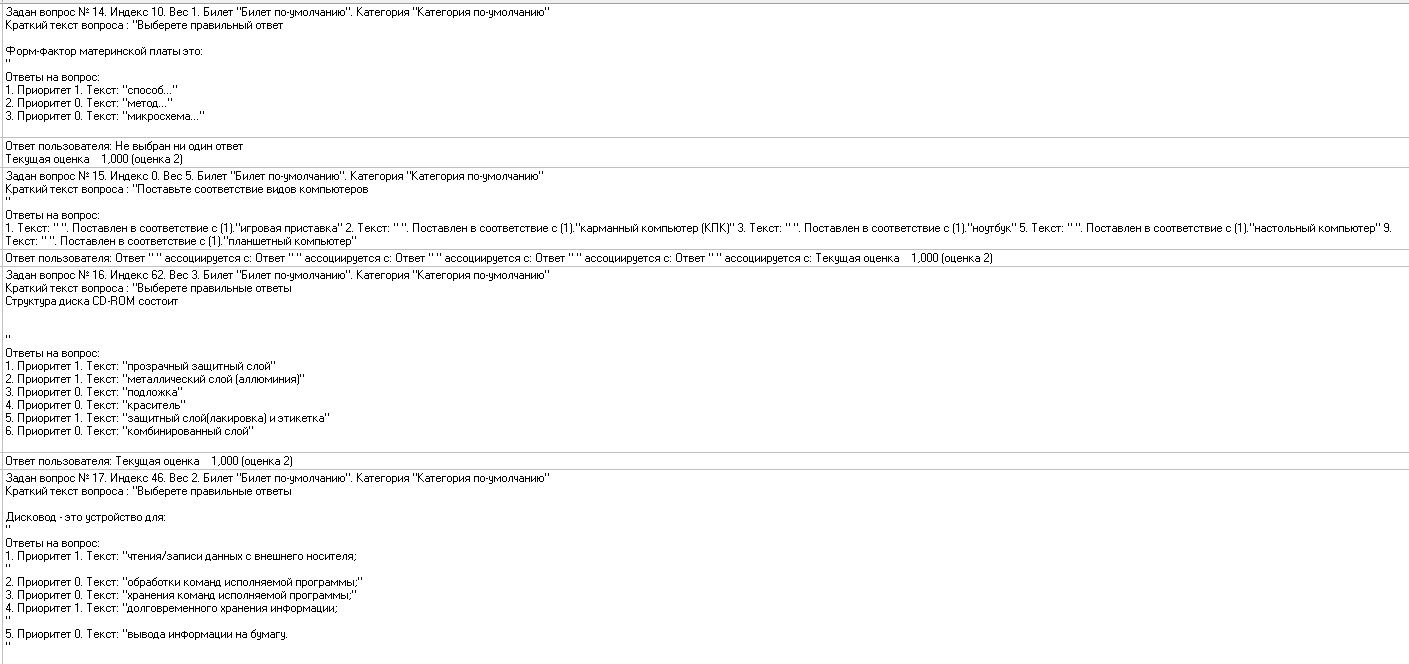 Задан вопрос № 14. Индекс 10. Вес 1. Билет "Билет по-умолчанию". Категория "Категория по-умолчанию"
Краткий текст вопроса : "Выберете правильный ответ
Форм-фактор материнской платы это:
"
Ответы на вопрос:
1. Приоритет 1. Текст: "способ..."
2. Приоритет 0. Текст: "метод..."
3. Приоритет 0. Текст: "микросхема..."
Ответ пользователя: Не выбран ни один ответ
Текущая оценка 1,000 (оценка 2)
Задан вопрос № 15. Индекс 0. Вес 5. Билет "Билет по-умолчанию". Категория "Категория по-умолчанию"
Краткий текст вопроса : "Поставьте соответствие видов компьютеров
"
Ответы на вопрос:
1. Текст: " ". Поставлен в соответствие с (1)."игровая приставка" 2. Текст: " ". Поставлен в соответствие с (1)."карманный компьютер (КПК)" 3. Текст: " ". Поставлен в соответствие с (1)."ноутбук" 5. Текст: " ". Поставлен в соответствие с (1)."настольный компьютер" 9.
Текст: " ". Поставлен в соответствие с (1)."планшетный компьютер"
Ответ пользователя: Ответ " " ассоциируется с: Ответ " " ассоциируется с: Ответ " " ассоциируется с: Ответ " " ассоциируется с: Ответ " " ассоциируется с: Текущая оценка 1,000 (оценка 2)
Задан вопрос № 16. Индекс 62. Вес 3. Билет "Билет по-умолчанию". Категория "Категория по-умолчанию"
Краткий текст вопроса : "Выберете правильные ответы
Структура диска CD-ROM состоит
"
Ответы на вопрос:
1. Приоритет 1. Текст: "прозрачный защитный слой"
2. Приоритет 1. Текст: "металлический слой (аллюминия)"
3. Приоритет 0. Текст: "подложка"
4. Приоритет 0. Текст: "краситель"
5. Приоритет 1. Текст: "защитный слой(лакировка) и этикетка"
6. Приоритет 0. Текст: "комбинированный слой"
Ответ пользователя: Текущая оценка 1,000 (оценка 2)
Задан вопрос № 17. Индекс 46. Вес 2. Билет "Билет по-умолчанию". Категория "Категория по-умолчанию"
Краткий текст вопроса : "Выберете правильные ответы
Дисковод - это устройство для:
"
Ответы на вопрос:
1. Приоритет 1. Текст: "чтения/записи данных с внешнего носителя;
"
2. Приоритет 0. Текст: "обработки команд исполняемой программы;"
3. Приоритет 0. Текст: "хранения команд исполняемой программы;"
4. Приоритет 1. Текст: "долговременного хранения информации;
"
5. Приоритет 0. Текст: "вывода информации на бумагу.
"